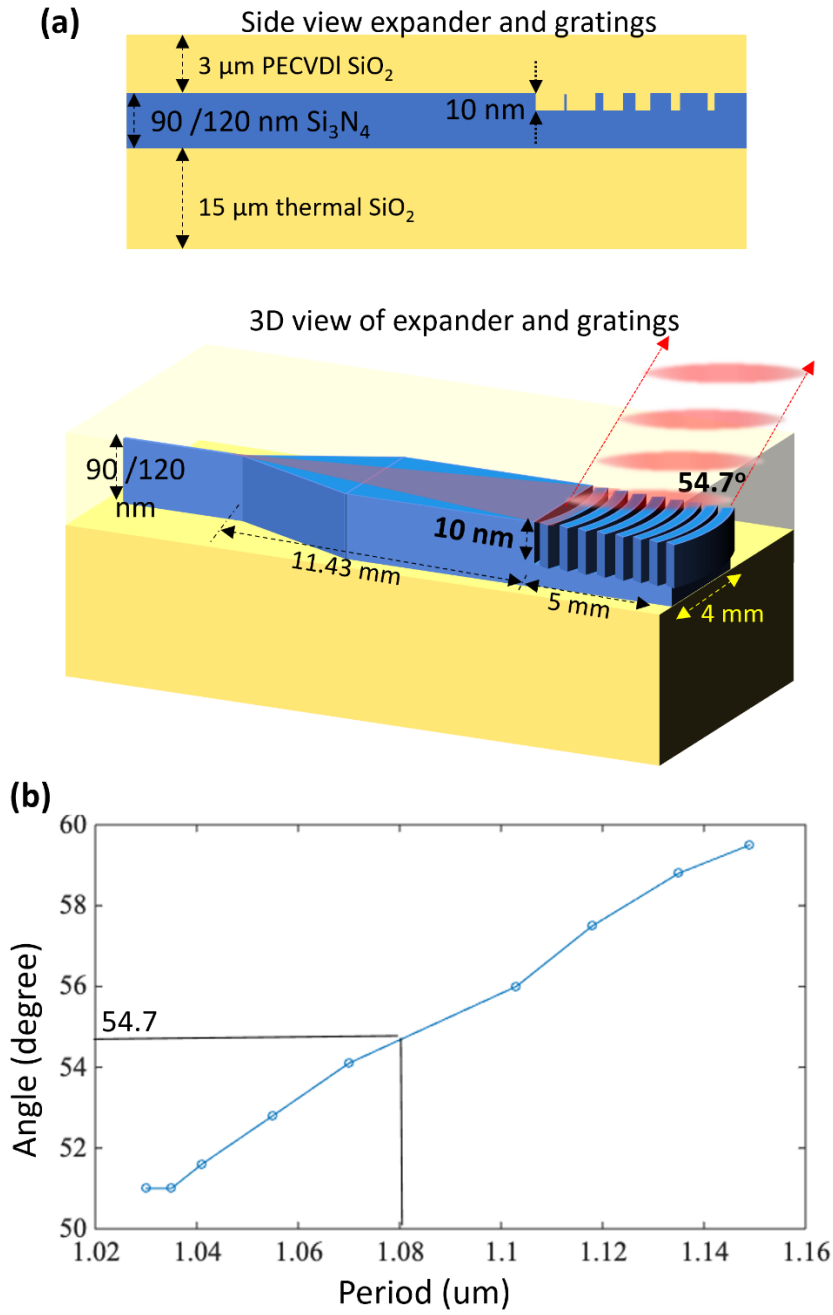 (a)
Side view expander and gratings
3 µm PECVDl SiO₂
10 nm
90 /120 nm Si₃N₄
15 µm thermal SiO₂
3D view of expander and gratings
90 /120
nm
54.7º
10 nm
11.43 mm
5 mm
4 mm
(b)
60
58
56
54.7
54
52
50
Angle (degree)
1.02 1.04 1.06 1.08 1.1 1.12 1.14 1.16
Period (um)